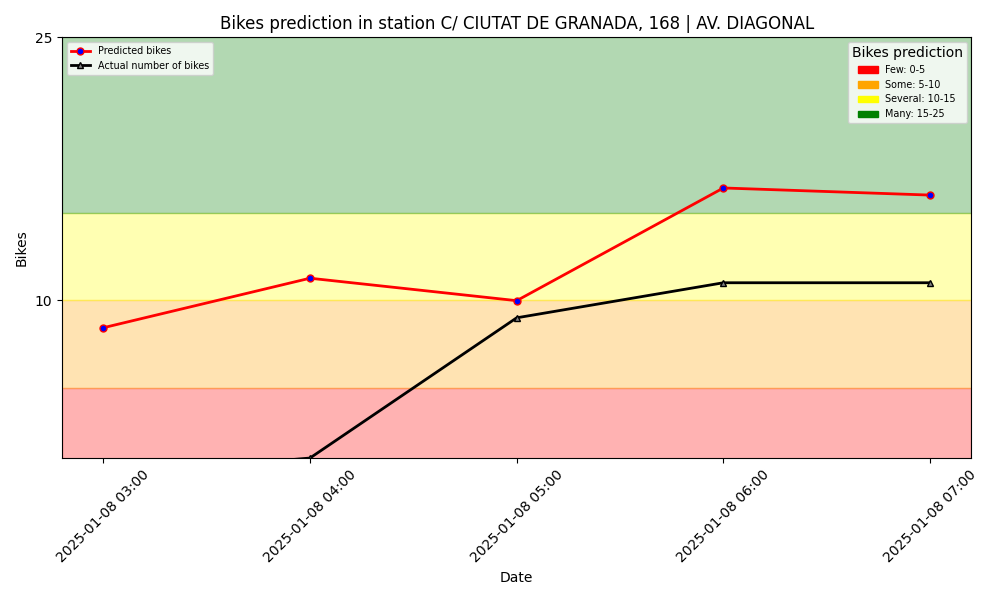 Bikes prediction in station C/ CIUTAT DE GRANADA, 168 | AV. DIAGONAL
25
Predicted bikes
Actual number of bikes
Bikes prediction
Few: 0-5
Some: 5-10
Several: 10-15
Many: 15-25
Bikes
10
2025-01-08 03:00
2025-01-08 04:00
2025-01-08 05:00
2025-01-08 06:00
2025-01-08 07:00
Date